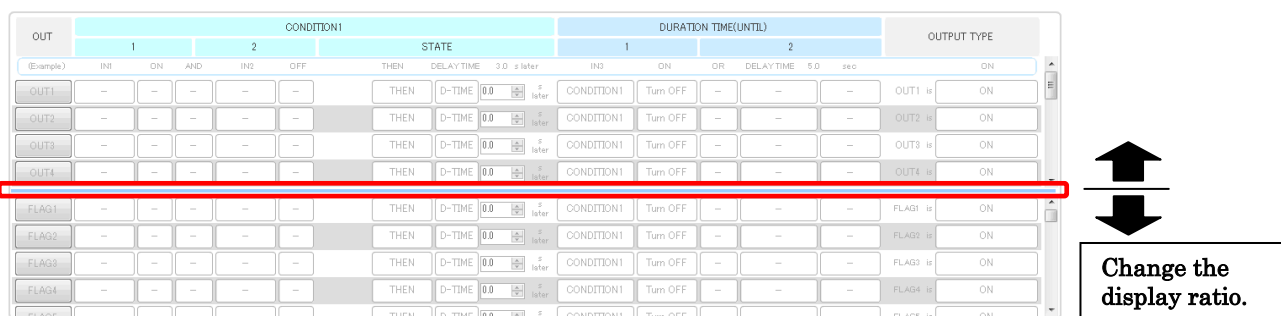 OUT CONDITION1 DURATION TIME(UNTIL) OUTPUT TYPE
1 2 STATE 1 2
(Example) IN1 ON AND IN2 OFF THEN DELAYTIME 3.0 s later IN3 ON OR DELAYTIME 5.0 sec ON
OUT1 - - - - - THEN D-TIME 0.0 s later CONDITION1 Turn OFF - - - OUT1 is ON
OUT2 - - - - - THEN D-TIME 0.0 s later CONDITION1 Turn OFF - - - OUT2 is ON
OUT3 - - - - - THEN D-TIME 0.0 s later CONDITION1 Turn OFF - - - OUT3 is ON
OUT4 - - - - - THEN D-TIME 0.0 s later CONDITION1 Turn OFF - - - OUT4 is ON
FLAG1 - - - - - THEN D-TIME 0.0 s later CONDITION1 Turn OFF - - - FLAG1 is ON
FLAG2 - - - - - THEN D-TIME 0.0 s later CONDITION1 Turn OFF - - - FLAG2 is ON
FLAG3 - - - - - THEN D-TIME 0.0 s later CONDITION1 Turn OFF - - - FLAG3 is ON
FLAG4 - - - - - THEN D-TIME 0.0 s later CONDITION1 Turn OFF - - - FLAG4 is ON
Change the
display ratio.